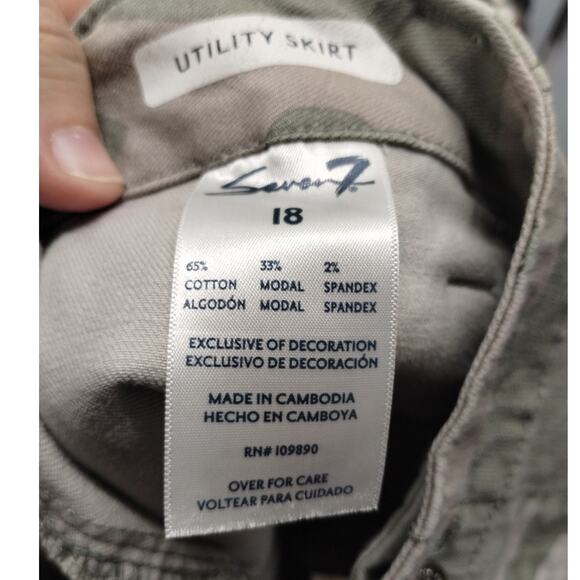 UTILITY SKIRT
Seven7
18
65% 33% 2%
COTTON MODAL SPANDEX
ALGODÓN MODAL SPANDEX
EXCLUSIVE OF DECORATION
EXCLUSIVO DE DECORACIÓN
MADE IN CAMBODIA
HECHO EN CAMBOYA
RN# 109890
OVER FOR CARE
VOLTEAR PARA CUIDADO